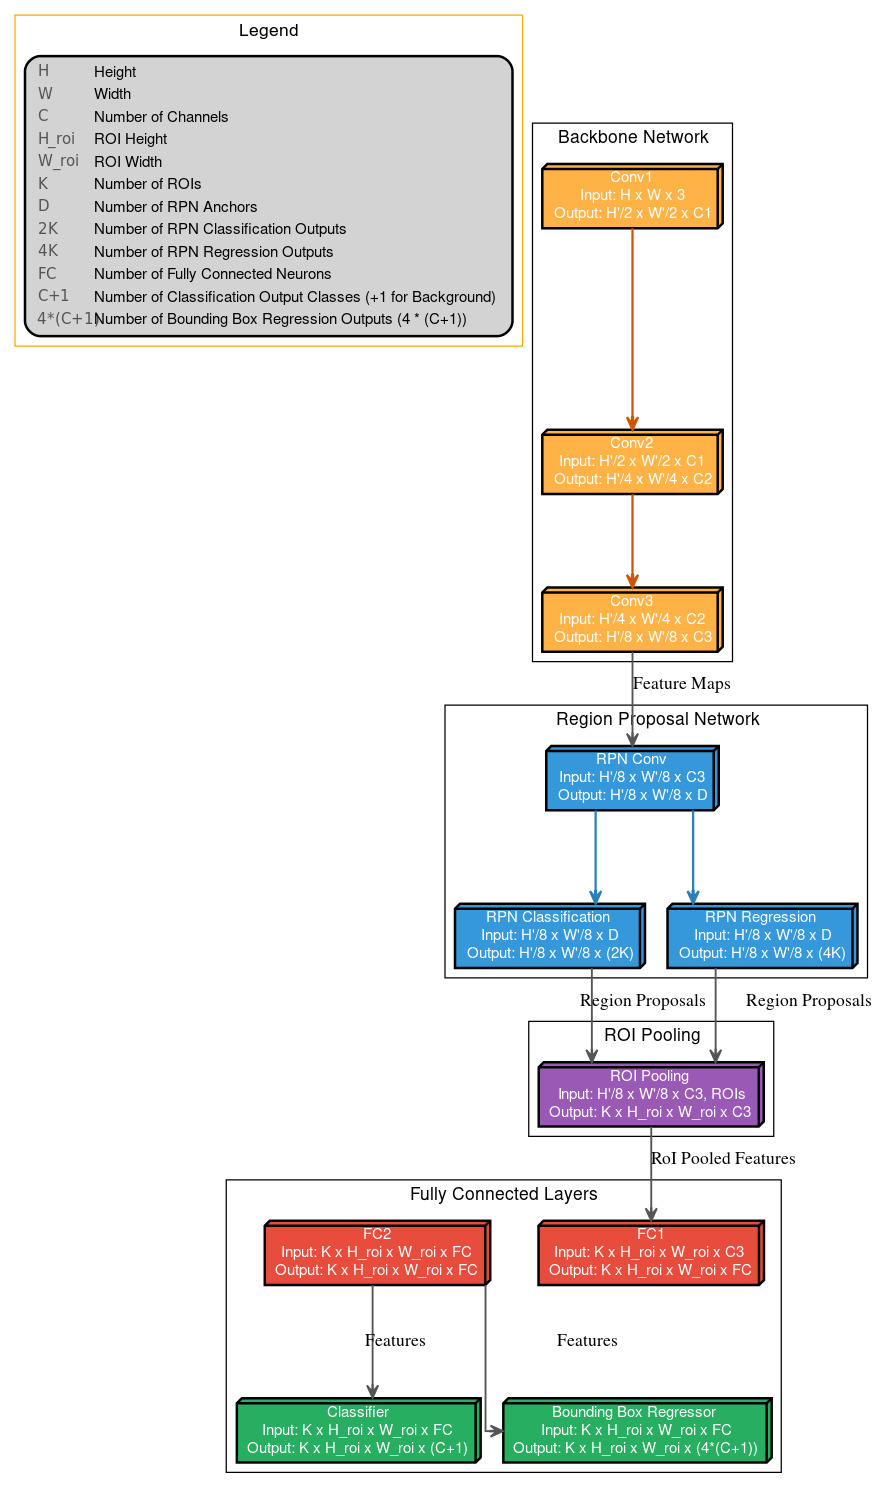 Legend
H Height
W Width
C Number of Channels
H_roi ROI Height
W_roi ROI Width
K Number of ROIs
D Number of RPN Anchors
2K Number of RPN Classification Outputs
4K Number of RPN Regression Outputs
FC Number of Fully Connected Neurons
C+1 Number of Classification Output Classes (+1 for Background)
4*(C+1) Number of Bounding Box Regression Outputs (4 * (C+1))
Backbone Network
Conv1
Input: H x W x 3
Output: H'/2 x W'/2 x C1
Conv2
Input: H'/2 x W'/2 x C1
Output: H'/4 x W'/4 x C2
Conv3
Input: H'/4 x W'/4 x C2
Output: H'/8 x W'/8 x C3
Feature Maps
Region Proposal Network
RPN Conv
Input: H'/8 x W'/8 x C3
Output: H'/8 x W'/8 x D
RPN Classification
Input: H'/8 x W'/8 x D
Output: H'/8 x W'/8 x (2K)
RPN Regression
Input: H'/8 x W'/8 x D
Output: H'/8 x W'/8 x (4K)
Region Proposals
Region Proposals
ROI Pooling
ROI Pooling
Input: H'/8 x W'/8 x C3, ROIs
Output: K x H_roi x W_roi x C3
RoI Pooled Features
Fully Connected Layers
FC2
Input: K x H_roi x W_roi x FC
Output: K x H_roi x W_roi x FC
FC1
Input: K x H_roi x W_roi x C3
Output: K x H_roi x W_roi x FC
Features
Features
Classifier
Input: K x H_roi x W_roi x FC
Output: K x H_roi x W_roi x (C+1)
Bounding Box Regressor
Input: K x H_roi x W_roi x FC
Output: K x H_roi x W_roi x (4*(C+1))